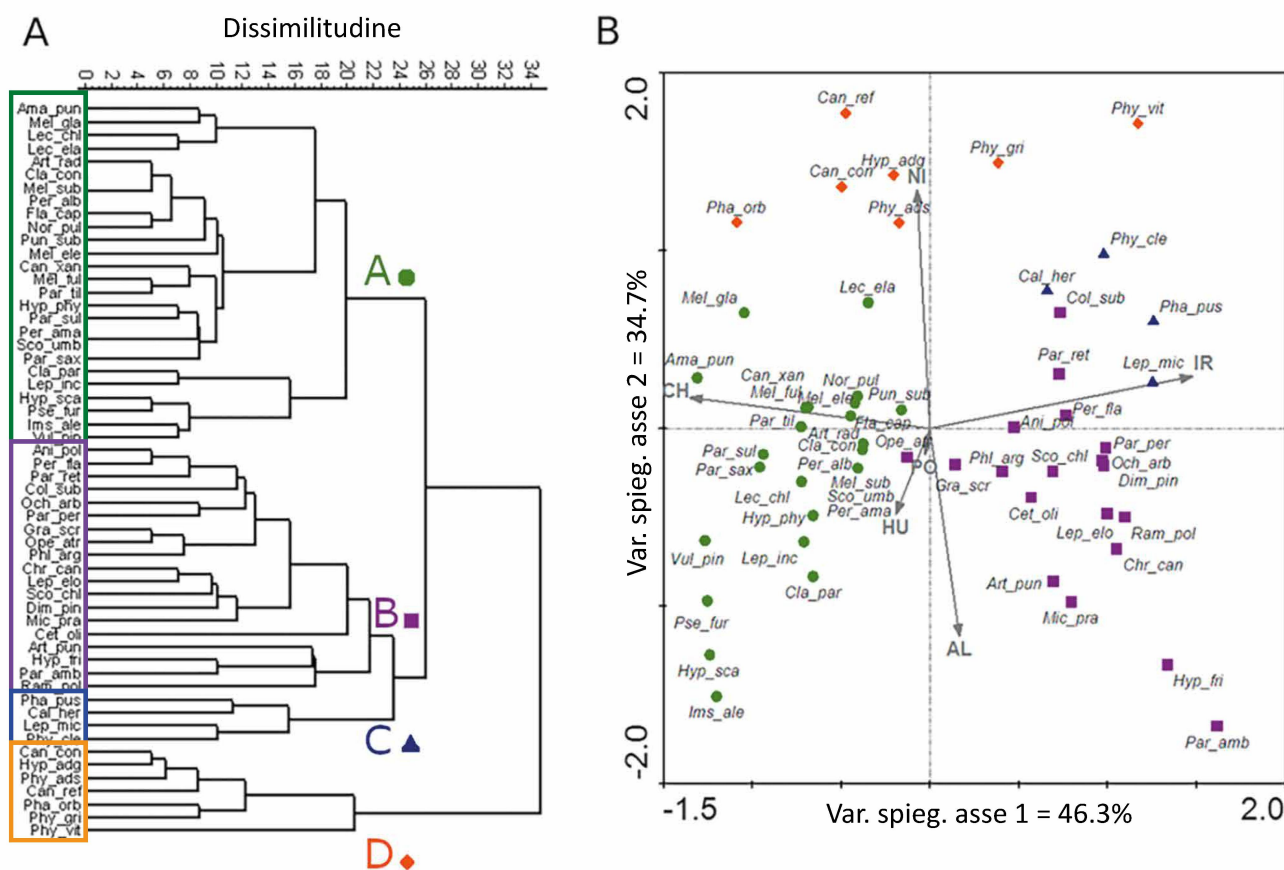 A
Dissimilitudine
0 2 4 6 8 10 12 14 16 18 20 22 24 26 28 30 32 34
Ama_pun
Mel_gla
Lec_chl
Lec_ela
Art_rad
Cla_con
Mel_sub
Per_alb
Fla_cap
Nor_pul
Pun_sub
Mel_ele
Can_xan
Mel_ful
Par_til
Hyp_phy
Par_sul
Per_ama
Sco_umb
Par_sax
Cla_par
Lep_inc
Hyp_sca
Pse_fur
Ims_ale
Vul_pin
Ani_pol
Per_fla
Par_ret
Col_sub
Och_arb
Par_per
Gra_scr
Ope_atr
Phl_arg
Chr_can
Lep_elo
Sco_chl
Dim_pin
Mic_pra
Cet_oli
Art_pun
Hyp_fri
Par_amb
Ram_pol
Pha_pus
Cal_her
Lep_mic
Phy_cle
Can_con
Hyp_adg
Phy_ads
Can_ref
Pha_orb
Phy_gri
Phy_vit
A
B
C
D
B
2.0
Var. spieg. asse 2 = 34.7%
-2.0
Can_ref
Phy_vit
Phy_gri
Hyp_adg
Can_con
NI
Pha_orb
Phy_ads
Phy_cle
Cal_her
Lec_ela
Mel_gla
Col_sub
Pha_pus
Par_ret
Lep_mic
IR
Ama_pun
CH
Can_xan
Nor_pul
Mel_ful
Mel_ele
Pun_sub
Per_fla
Par_til
Fla_cap
Ani_pol
Art_rad
Cla_con
Ope_atr
Par_per
Par_sul
Par_sax
Per_alb
PO
Phl_arg
Sco_chl
Och_arb
Dim_pin
Mel_sub
Gra_scr
Lec_chl
Sco_umb
Per_ama
Hyp_phy
HU
Cet_oli
Lep_elo
Ram_pol
Vul_pin
Lep_inc
Chr_can
Cla_par
Art_pun
Pse_fur
Mic_pra
AL
Hyp_sca
Hyp_fri
Ims_ale
Par_amb
-1.5
Var. spieg. asse 1 = 46.3%
2.0